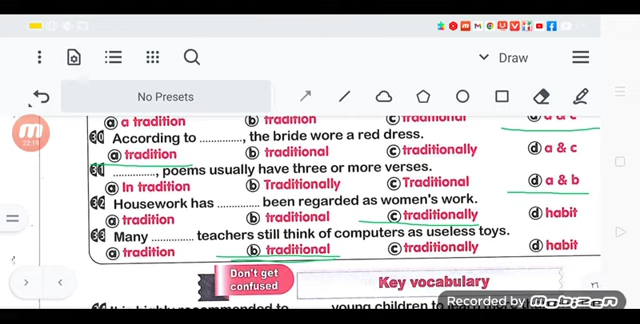 Draw
No Presets
22:19
ⓐ a tradition ⓑ tradition ⓒ traditional ⓓ a & c
30 According to .............., the bride wore a red dress.
ⓐ tradition ⓑ traditional ⓒ traditionally ⓓ a & c
31 .............., poems usually have three or more verses.
ⓐ In tradition ⓑ Traditionally ⓒ Traditional ⓓ a & b
32 Housework has .............. been regarded as women's work.
ⓐ tradition ⓑ traditional ⓒ traditionally ⓓ habit
33 Many .............. teachers still think of computers as useless toys.
ⓐ tradition ⓑ traditional ⓒ traditionally ⓓ habit
Don't get confused
Key vocabulary
Recorded by Mobizen